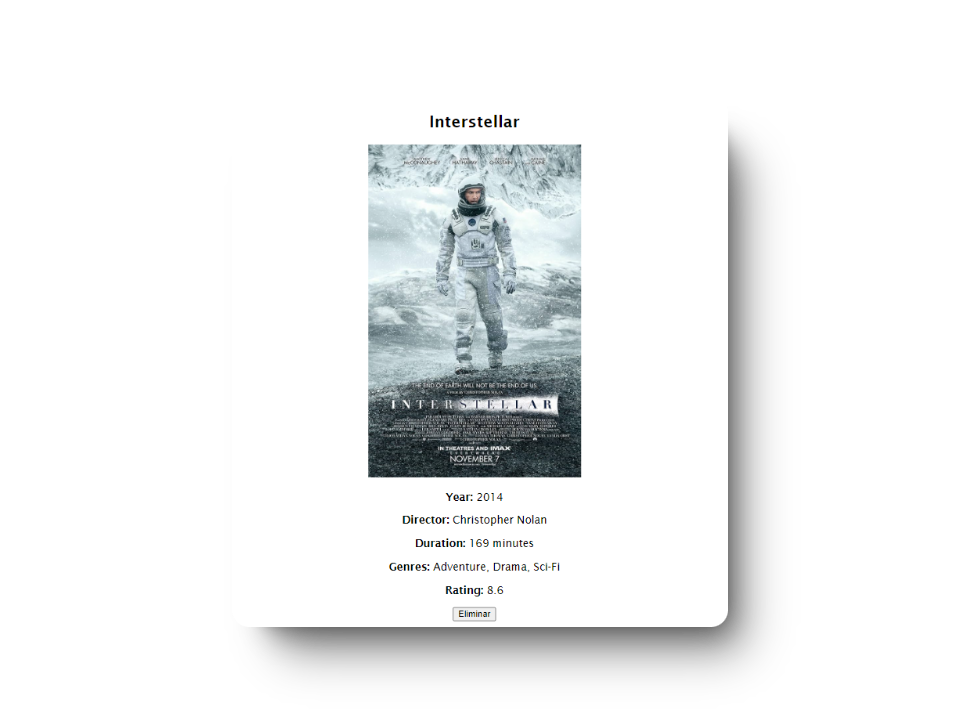 Interstellar
THE END OF EARTH WILL NOT BE THE END OF US
INTERSTELLAR
IN THEATRES AND IMAX
NOVEMBER 7
Year: 2014
Director: Christopher Nolan
Duration: 169 minutes
Genres: Adventure, Drama, Sci-Fi
Rating: 8.6
Eliminar